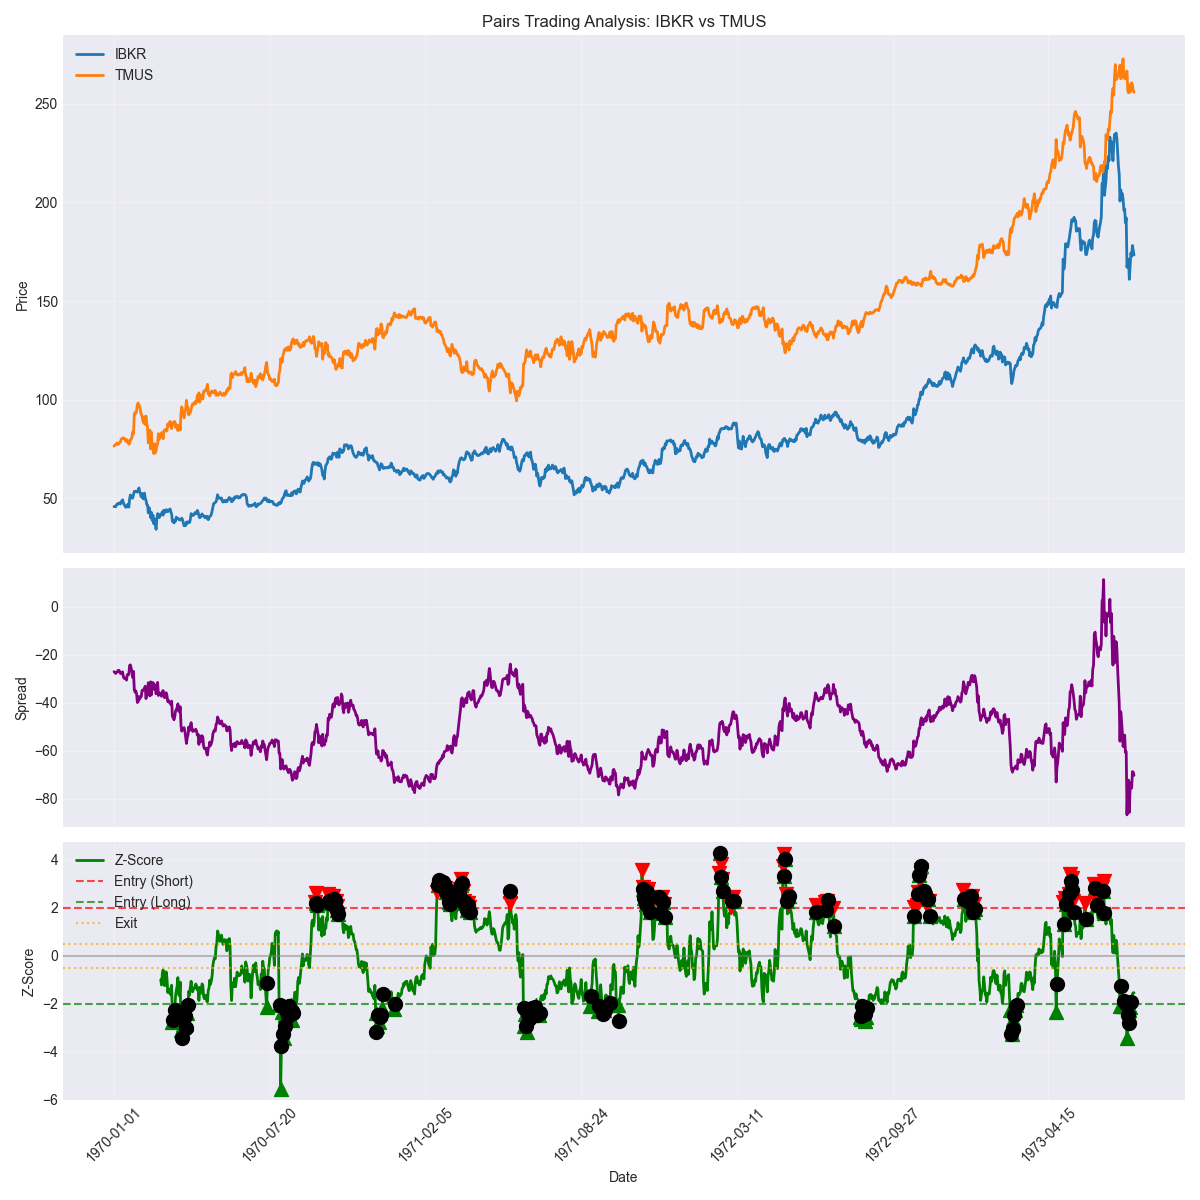 Pairs Trading Analysis: IBKR vs TMUS
IBKR
TMUS
250
200
150
100
50
Price
0
−20
−40
−60
−80
Spread
Z-Score
Entry (Short)
Entry (Long)
Exit
4
2
0
−2
−4
−6
Z-Score
1970-01-01
1970-07-20
1971-02-05
1971-08-24
1972-03-11
1972-09-27
1973-04-15
Date